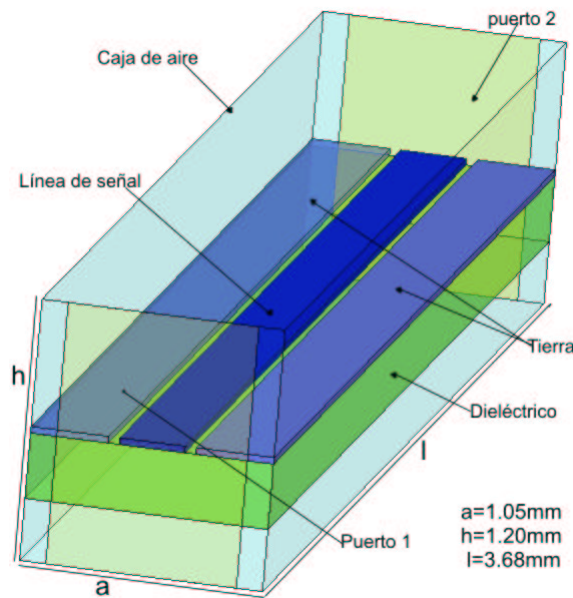 puerto 2
Caja de aire
Línea de señal
h
Tierra
Dieléctrico
l
a=1.05mm
h=1.20mm
l=3.68mm
Puerto 1
a